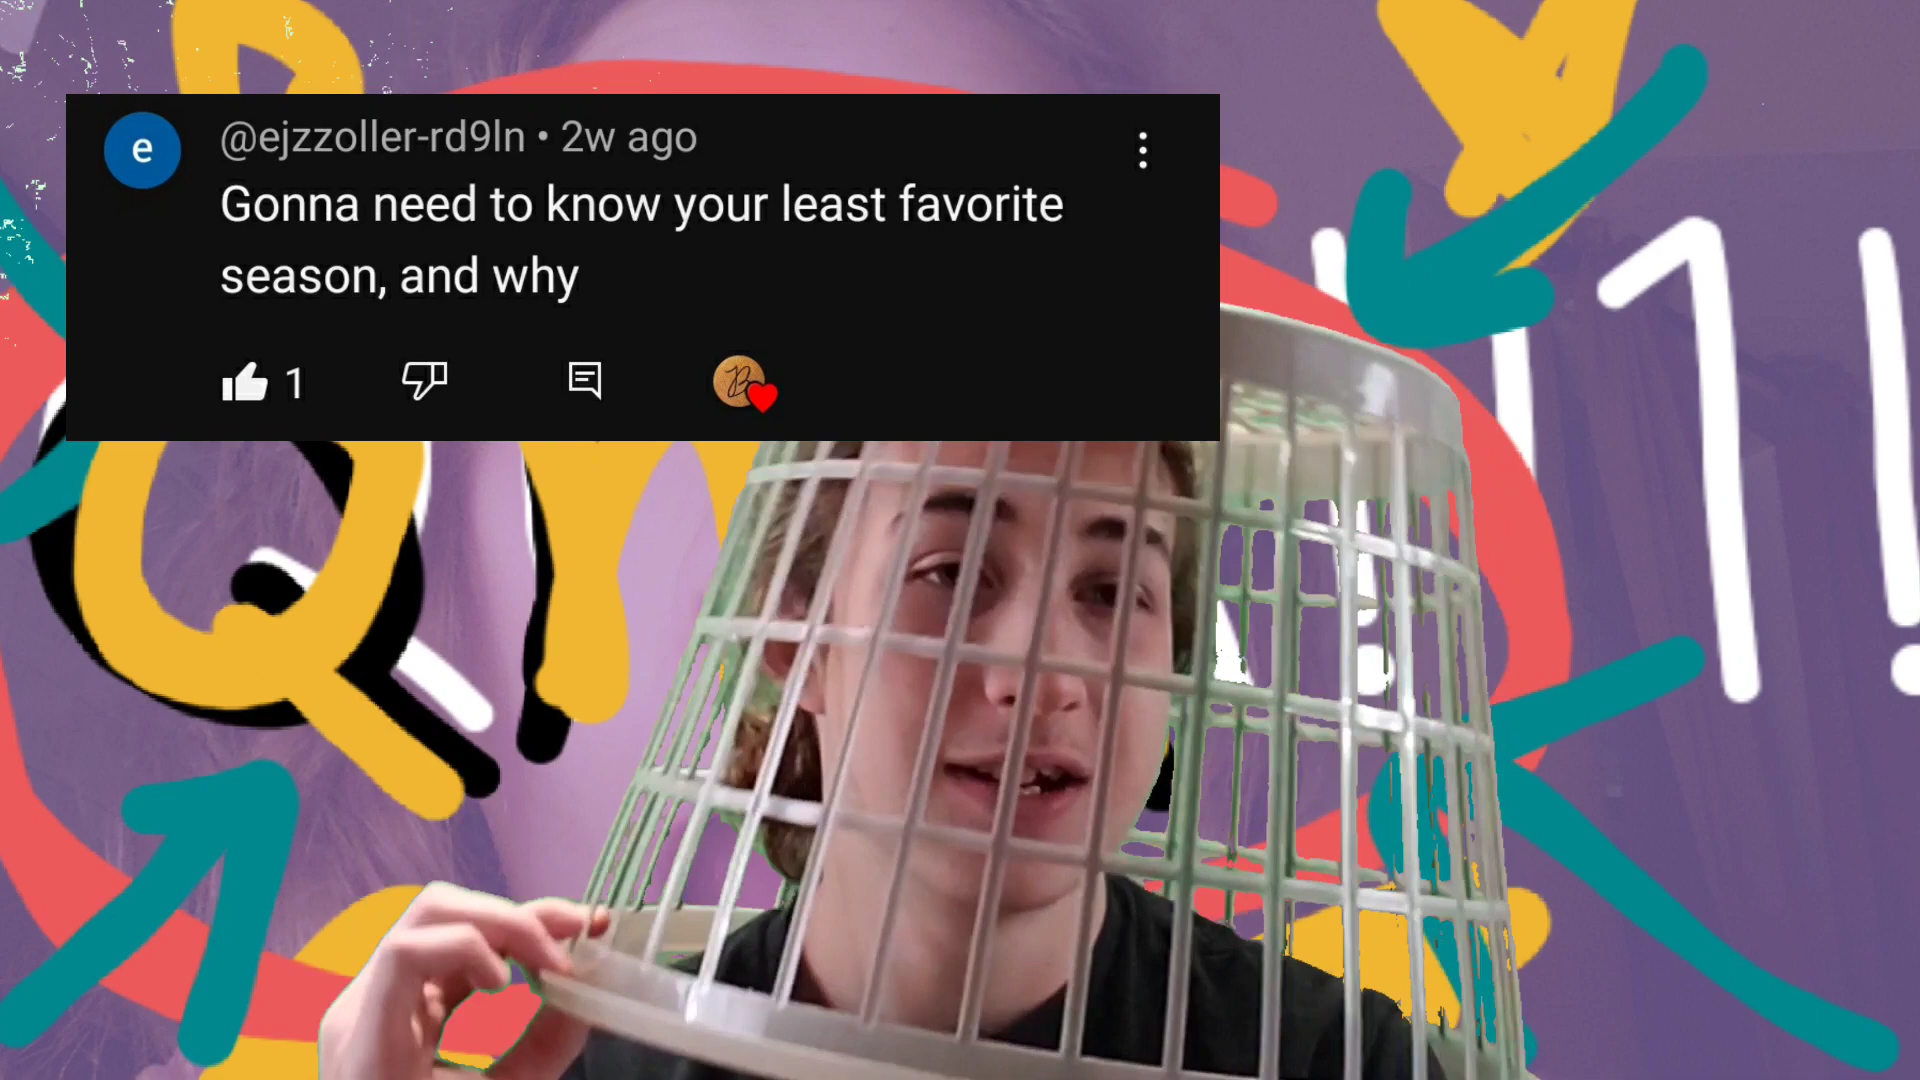 e
@ejzzoller-rd9ln • 2w ago
Gonna need to know your least favorite
season, and why
1
B